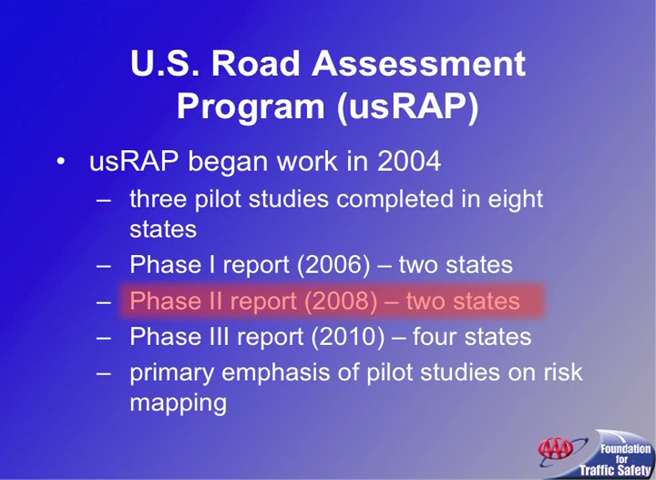 U.S. Road Assessment
Program (usRAP)
• usRAP began work in 2004
– three pilot studies completed in eight
states
– Phase I report (2006) – two states
– Phase II report (2008) – two states
– Phase III report (2010) – four states
– primary emphasis of pilot studies on risk
mapping
AAA
Foundation
for
Traffic Safety